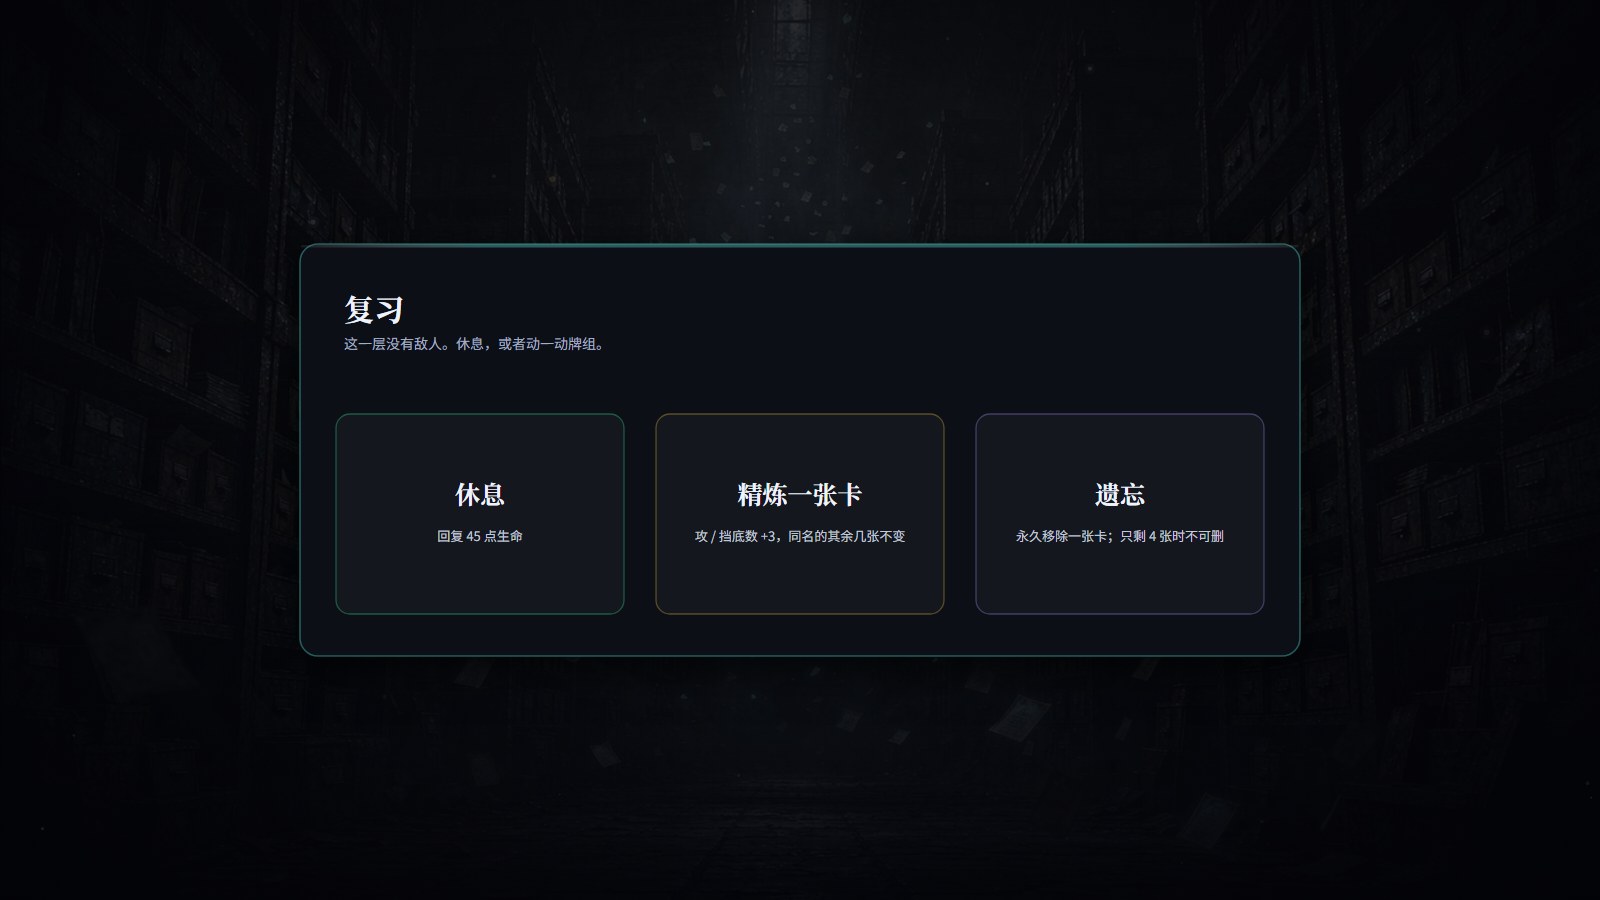 复习
这一层没有敌人。休息，或者动一动牌组。
休息
回复 45 点生命
精炼一张卡
攻 / 挡底数 +3，同名的其余几张不变
遗忘
永久移除一张卡；只剩 4 张时不可删